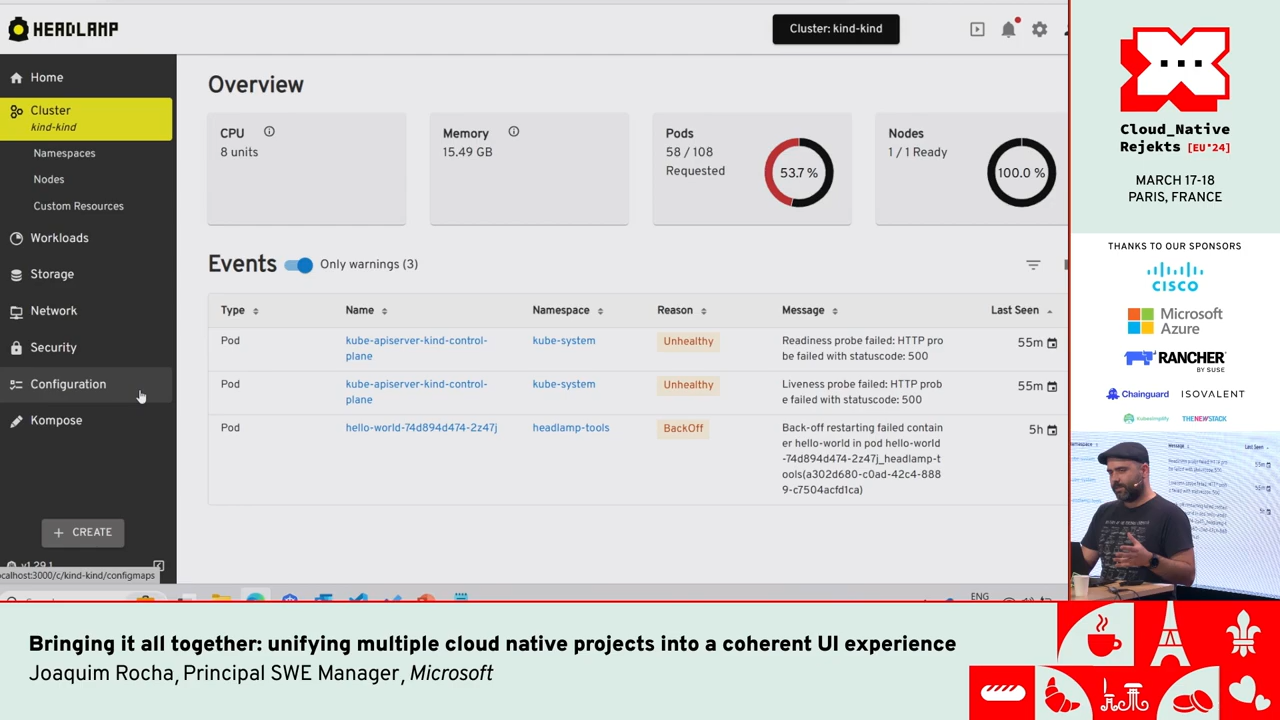 HEADLAMP
Cluster: kind-kind
Home
Cluster
kind-kind
Namespaces
Nodes
Custom Resources
Workloads
Storage
Network
Security
Configuration
Kompose
+ CREATE
v1.29.1
ocalhost:3000/c/kind-kind/configmaps
Overview
CPU
8 units
Memory
15.49 GB
Pods
58 / 108
Requested
53.7 %
Nodes
1 / 1 Ready
100.0 %
Events
Only warnings (3)
Type Name Namespace Reason Message Last Seen
Pod kube-apiserver-kind-control-plane kube-system Unhealthy Readiness probe failed: HTTP pro
be failed with statuscode: 500 55m
Pod kube-apiserver-kind-control-plane kube-system Unhealthy Liveness probe failed: HTTP prob
e failed with statuscode: 500 55m
Pod hello-world-74d894d474-2z47j headlamp-tools BackOff Back-off restarting failed contain 5h
er hello-world in pod hello-world
-74d894d474-2z47j_headlamp-t
ools(a302d680-c0ad-42c4-888
9-c7504acfd1ca)
ENG
Cloud_Native
Rejekts [EU'24]
MARCH 17-18
PARIS, FRANCE
THANKS TO OUR SPONSORS
CISCO
Microsoft
Azure
RANCHER
BY SUSE
Chainguard ISOVALENT
kubesimplify THENEWSTACK
Bringing it all together: unifying multiple cloud native projects into a coherent UI experience
Joaquim Rocha, Principal SWE Manager, Microsoft